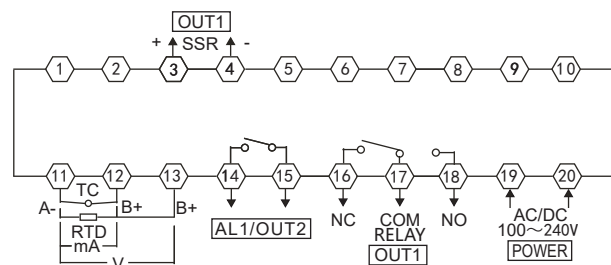 OUT1
+ SSR -
1 2 3 4 5 6 7 8 9 10
11 12 13 14 15 16 17 18 19 20
TC
A- B+ B+
RTD
mA
V
AL1/OUT2
NC COM NO
RELAY
OUT1
AC/DC
100～240V
POWER